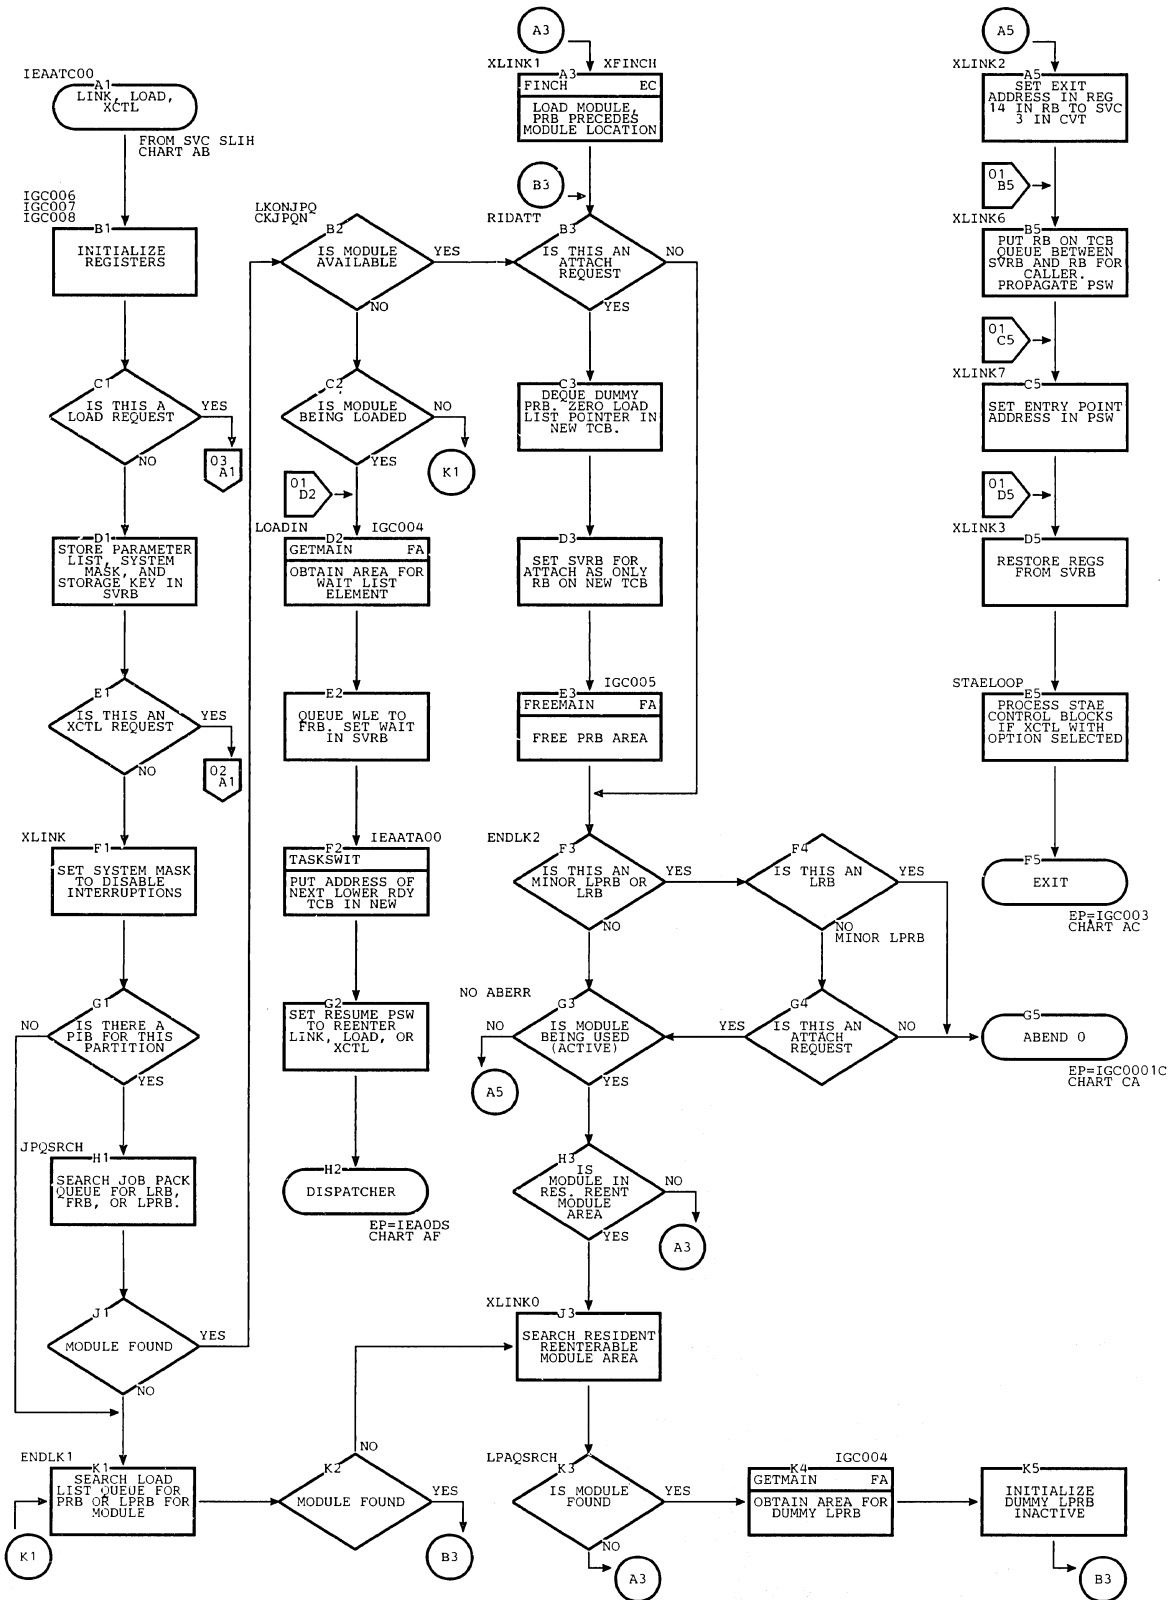 IEAATC00
A1
LINK, LOAD,
XCTL
FROM SVC SLIH
CHART AB
IGC006
IGC007
IGC008
B1
INITIALIZE
REGISTERS
C1
IS THIS A
LOAD REQUEST
YES
03
A1
NO
D1
STORE PARAMETER
LIST, SYSTEM
MASK, AND
STORAGE KEY IN
SVRB
E1
IS THIS AN
XCTL REQUEST
YES
02
A1
NO
XLINK
F1
SET SYSTEM MASK
TO DISABLE
INTERRUPTIONS
G1
NO
IS THERE A
PIB FOR THIS
PARTITION
YES
JPQSRCH
H1
SEARCH JOB PACK
QUEUE FOR LRB,
FRB, OR LPRB.
J1
MODULE FOUND
YES
NO
ENDLK1
K1
SEARCH LOAD
LIST QUEUE FOR
PRB OR LPRB FOR
MODULE
K1
LKONJPQ
CKJPQN
B2
IS MODULE
AVAILABLE
YES
NO
C2
IS MODULE
BEING LOADED
NO
K1
YES
01
D2
LOADIN
IGC004
D2
GETMAIN FA
OBTAIN AREA FOR
WAIT LIST
ELEMENT
E2
QUEUE WLE TO
FRB. SET WAIT
IN SVRB
IEAATA00
F2
TASKSWIT
PUT ADDRESS OF
NEXT LOWER RDY
TCB IN NEW
G2
SET RESUME PSW
TO REENTER
LINK, LOAD, OR
XCTL
H2
DISPATCHER
EP=IEA0DS
CHART AF
NO
K2
MODULE FOUND
YES
B3
A3
XLINK1
XFINCH
A3
FINCH EC
LOAD MODULE,
PRB PRECEDES
MODULE LOCATION
B3
RIDATT
B3
IS THIS AN
ATTACH
REQUEST
NO
YES
C3
DEQUE DUMMY
PRB. ZERO LOAD
LIST POINTER IN
NEW TCB.
D3
SET SVRB FOR
ATTACH AS ONLY
RB ON NEW TCB
IGC005
E3
FREEMAIN FA
FREE PRB AREA
ENDLK2
F3
IS THIS AN
MINOR LPRB OR
LRB
YES
NO
NO ABERR
G3
NO
IS MODULE
BEING USED
(ACTIVE)
A5
YES
H3
IS
MODULE IN
RES. REENT
MODULE
AREA
NO
A3
YES
XLINK0
J3
SEARCH RESIDENT
REENTERABLE
MODULE AREA
LPAQSRCH
K3
IS MODULE
FOUND
YES
NO
A3
F4
IS THIS AN
LRB
YES
NO
MINOR LPRB
G4
YES
IS THIS AN
ATTACH
REQUEST
NO
IGC004
K4
GETMAIN FA
OBTAIN AREA FOR
DUMMY LPRB
A5
XLINK2
A5
SET EXIT
ADDRESS IN REG
14 IN RB TO SVC
3 IN CVT
01
B5
XLINK6
B5
PUT RB ON TCB
QUEUE BETWEEN
SVRB AND RB FOR
CALLER.
PROPAGATE PSW
01
C5
XLINK7
C5
SET ENTRY POINT
ADDRESS IN PSW
01
D5
XLINK3
D5
RESTORE REGS
FROM SVRB
STAELOOP
E5
PROCESS STAE
CONTROL BLOCKS
IF XCTL WITH
OPTION SELECTED
F5
EXIT
EP=IGC003
CHART AC
G5
ABEND 0
EP=IGC0001C
CHART CA
K5
INITIALIZE
DUMMY LPRB
INACTIVE
B3